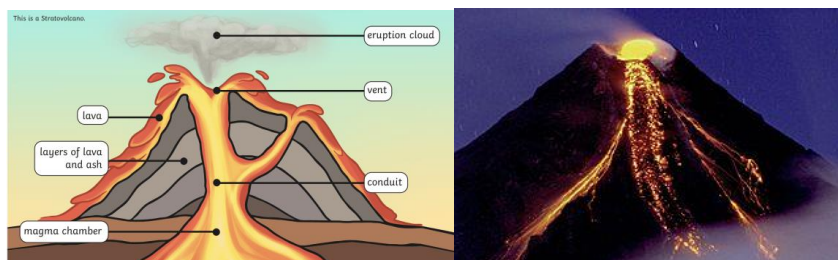 This is a Stratovolcano.
eruption cloud
vent
lava
layers of lava
and ash
conduit
magma chamber